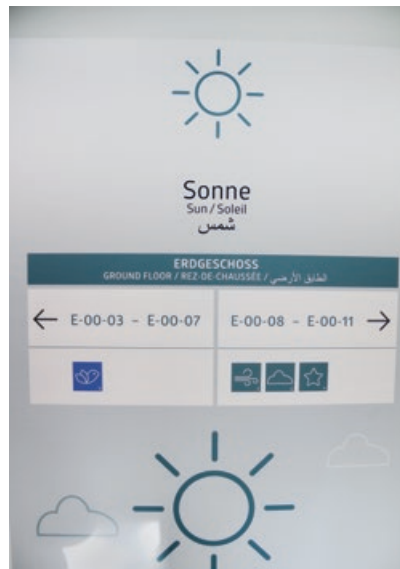 Sonne
Sun / Soleil
شمس
ERDGESCHOSS
GROUND FLOOR / REZ-DE-CHAUSSÉE / الطابق الأرضي
← E-00-03 – E-00-07
E-00-08 – E-00-11 →